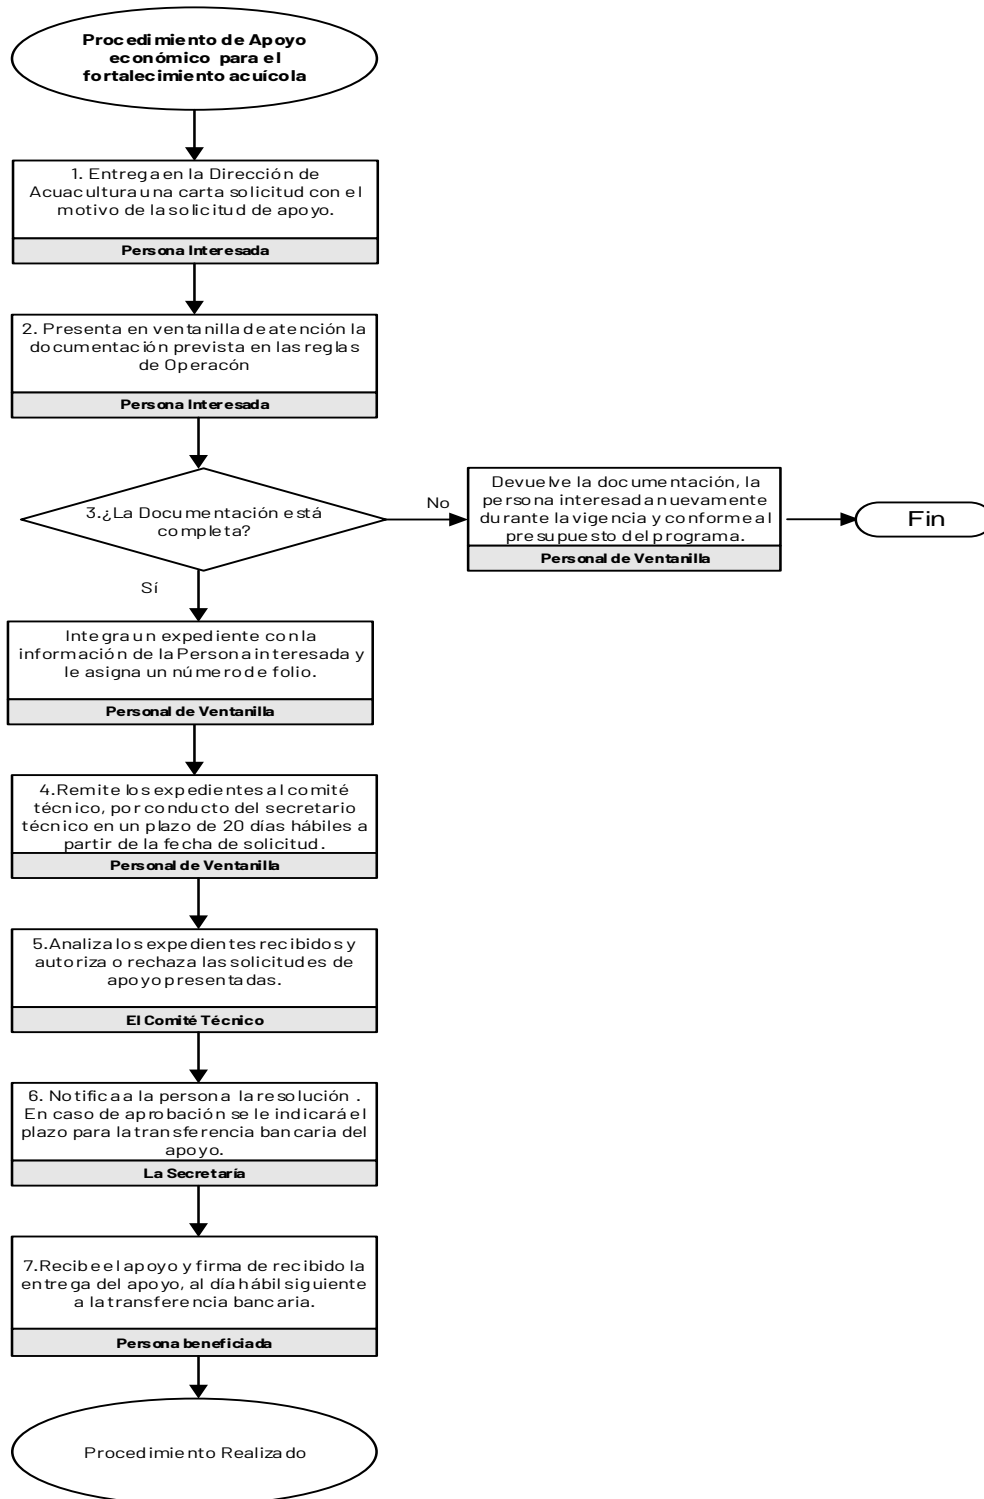 Procedimiento de Apoyo
económico para el
fortalecimiento acuícola
1. Entrega en la Dirección de
Acuacultura una carta solicitud con el
motivo de la solicitud de apoyo.
Persona Interesada
2. Presenta en ventanilla de atención la
documentación prevista en las reglas
de Operacón
Persona Interesada
3.¿La Documentación está
completa?
No
Devuelve la documentación, la
persona interesada nuevamente
durante la vigencia y conforme al
presupuesto del programa.
Personal de Ventanilla
Fin
Sí
Integra un expediente con la
información de la Persona interesada y
le asigna un número de folio.
Personal de Ventanilla
4.Remite los expedientes al comité
técnico, por conducto del secretario
técnico en un plazo de 20 días hábiles a
partir de la fecha de solicitud.
Personal de Ventanilla
5.Analiza los expedientes recibidos y
autoriza o rechaza las solicitudes de
apoyo presentadas.
El Comité Técnico
6. Notifica a la persona la resolución .
En caso de aprobación se le indicará el
plazo para la transferencia bancaria del
apoyo.
La Secretaría
7.Recibe el apoyo y firma de recibido la
entrega del apoyo, al día hábil siguiente
a la transferencia bancaria.
Persona beneficiada
Procedimiento Realizado